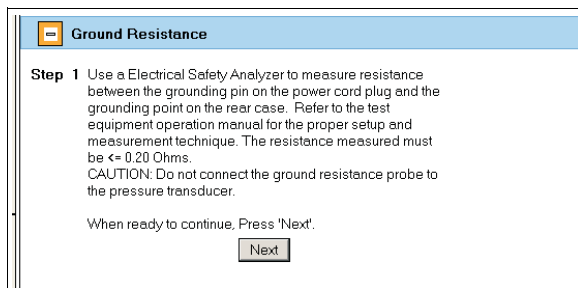 Ground Resistance
Step 1 Use a Electrical Safety Analyzer to measure resistance
between the grounding pin on the power cord plug and the
grounding point on the rear case. Refer to the test
equipment operation manual for the proper setup and
measurement technique. The resistance measured must
be <= 0.20 Ohms.
CAUTION: Do not connect the ground resistance probe to
the pressure transducer.
When ready to continue, Press 'Next'.
Next